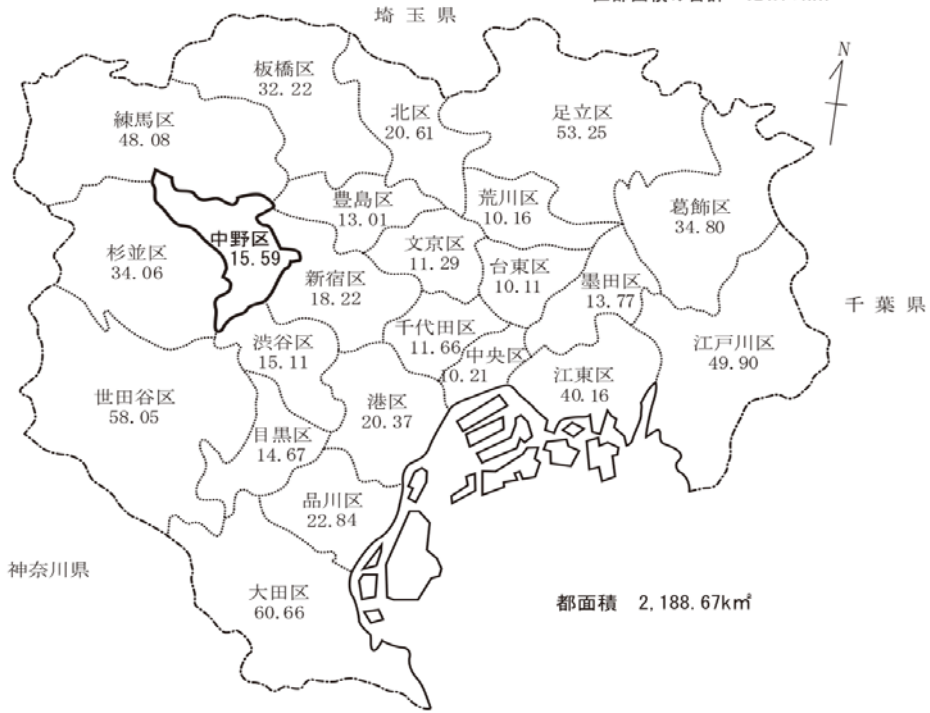 埼玉県
N
板橋区
32.22
北区
20.61
足立区
53.25
練馬区
48.08
豊島区
13.01
荒川区
10.16
葛飾区
34.80
中野区
15.59
文京区
11.29
台東区
10.11
杉並区
34.06
新宿区
18.22
墨田区
13.77
千葉県
千代田区
11.66
渋谷区
15.11
中央区
10.21
江戸川区
49.90
江東区
40.16
世田谷区
58.05
港区
20.37
目黒区
14.67
品川区
22.84
神奈川県
大田区
60.66
都面積 2,188.67k㎡